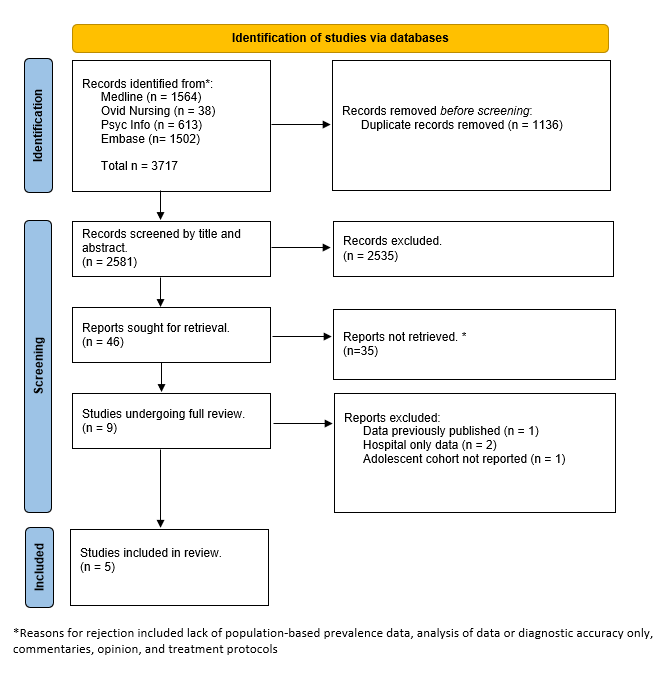 Identification of studies via databases
Identification
Records identified from*:
Medline (n = 1564)
Ovid Nursing (n = 38)
Psyc Info (n = 613)
Embase (n= 1502)
Total n = 3717
Records removed before screening:
Duplicate records removed (n = 1136)
Screening
Records screened by title and
abstract.
(n = 2581)
Records excluded.
(n = 2535)
Reports sought for retrieval.
(n = 46)
Reports not retrieved. *
(n=35)
Studies undergoing full review.
(n = 9)
Reports excluded:
Data previously published (n = 1)
Hospital only data (n = 2)
Adolescent cohort not reported (n = 1)
Included
Studies included in review.
(n = 5)
*Reasons for rejection included lack of population-based prevalence data, analysis of data or diagnostic accuracy only,
commentaries, opinion, and treatment protocols